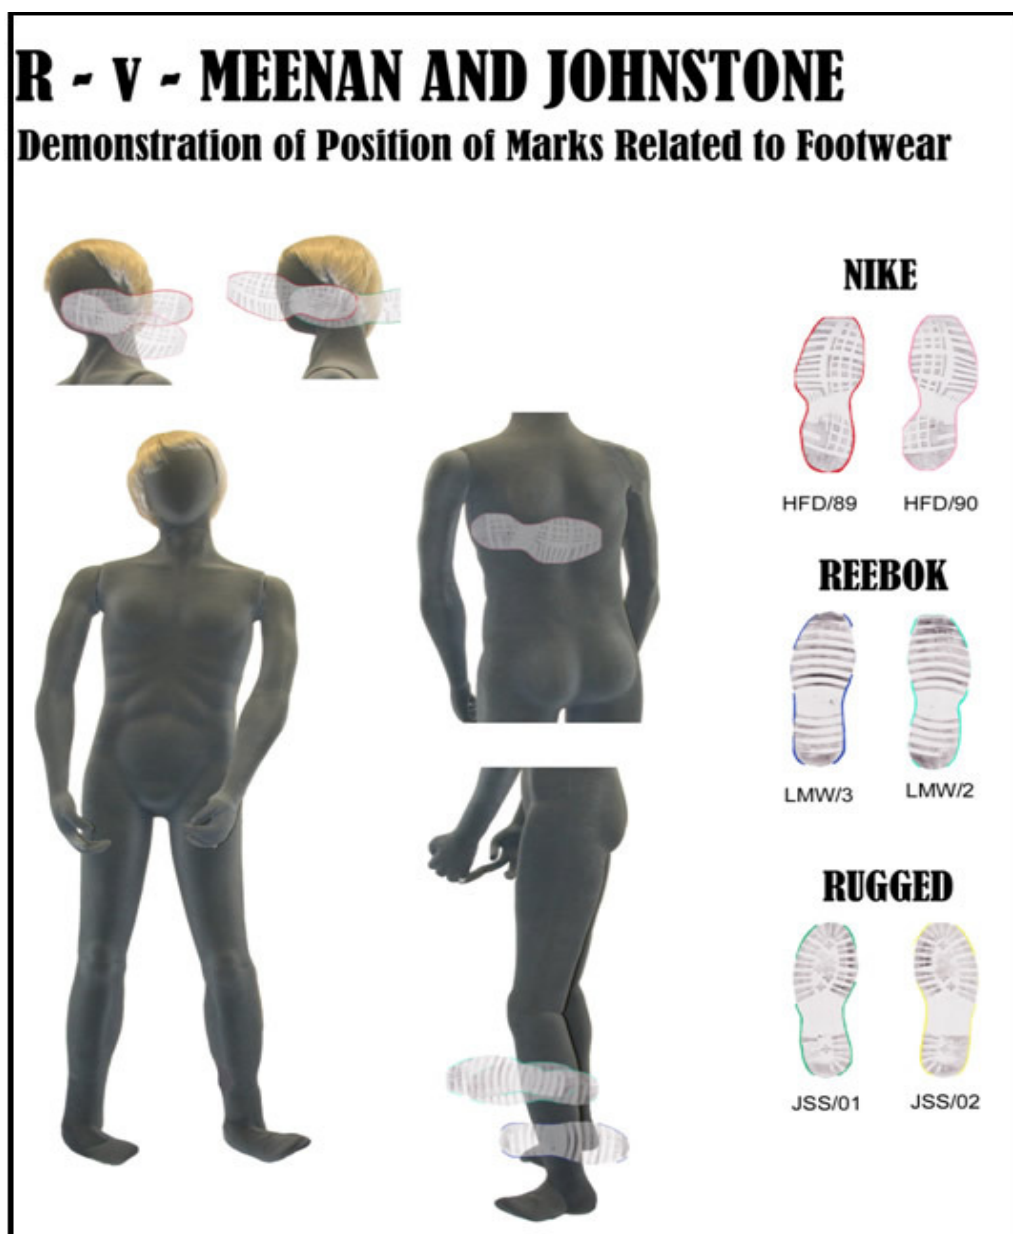 R - v - MEENAN AND JOHNSTONE
Demonstration of Position of Marks Related to Footwear
NIKE
HFD/89 HFD/90
REEBOK
LMW/3 LMW/2
RUGGED
JSS/01 JSS/02